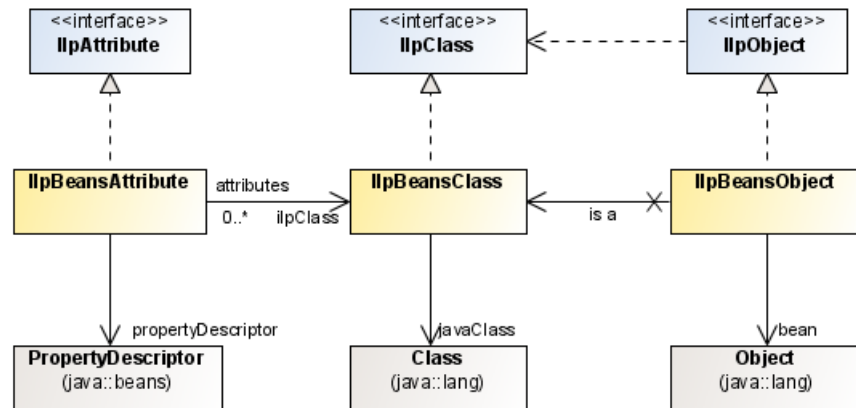 <<interface>>
IlpAttribute
<<interface>>
IlpClass
<<interface>>
IlpObject
IlpBeansAttribute
attributes
0..*
ilpClass
IlpBeansClass
is a
IlpBeansObject
propertyDescriptor
javaClass
bean
PropertyDescriptor
(java::beans)
Class
(java::lang)
Object
(java::lang)